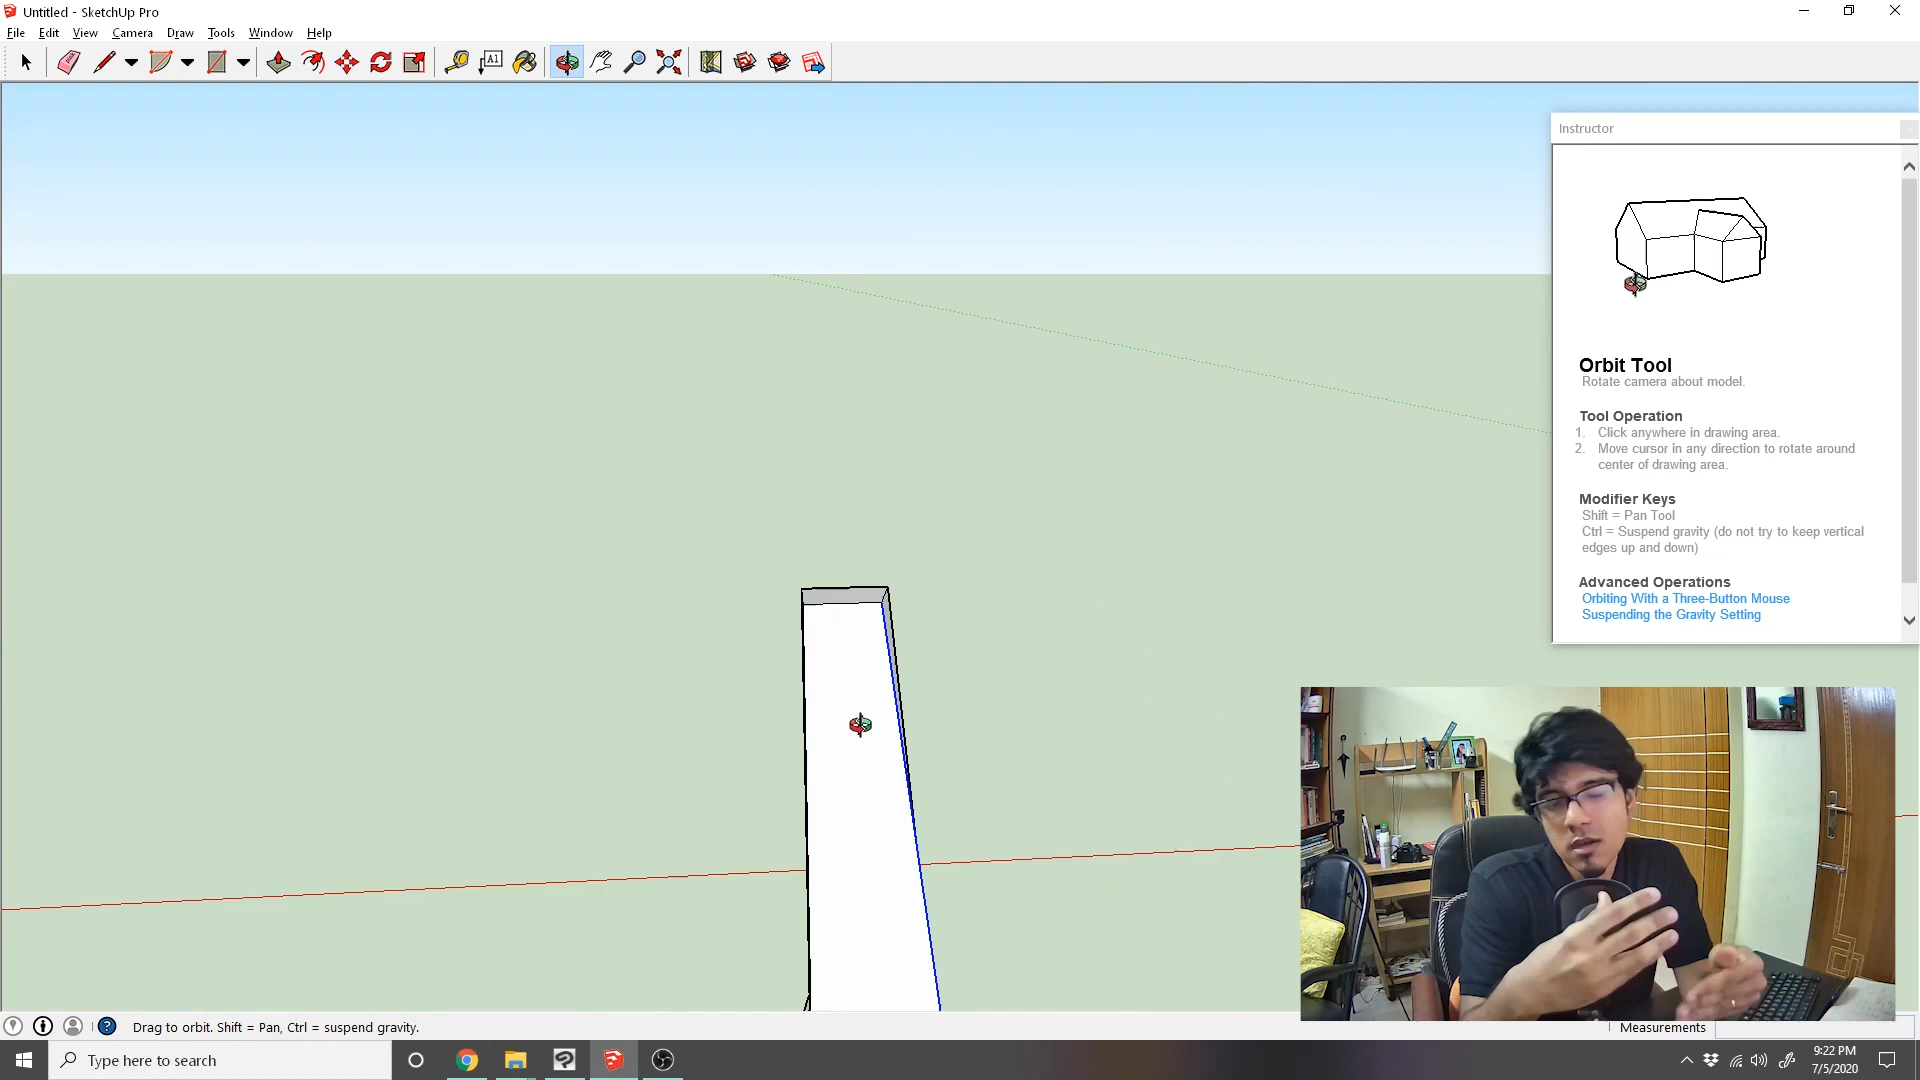 Untitled - SketchUp Pro
File Edit View Camera Draw Tools Window Help
A1
Instructor
Orbit Tool
Rotate camera about model.
Tool Operation
1. Click anywhere in drawing area.
2. Move cursor in any direction to rotate around
center of drawing area.
Modifier Keys
Shift = Pan Tool
Ctrl = Suspend gravity (do not try to keep vertical
edges up and down)
Advanced Operations
Orbiting With a Three-Button Mouse
Suspending the Gravity Setting
Drag to orbit. Shift = Pan, Ctrl = suspend gravity.
Measurements
Type here to search
9:22 PM
7/5/2020